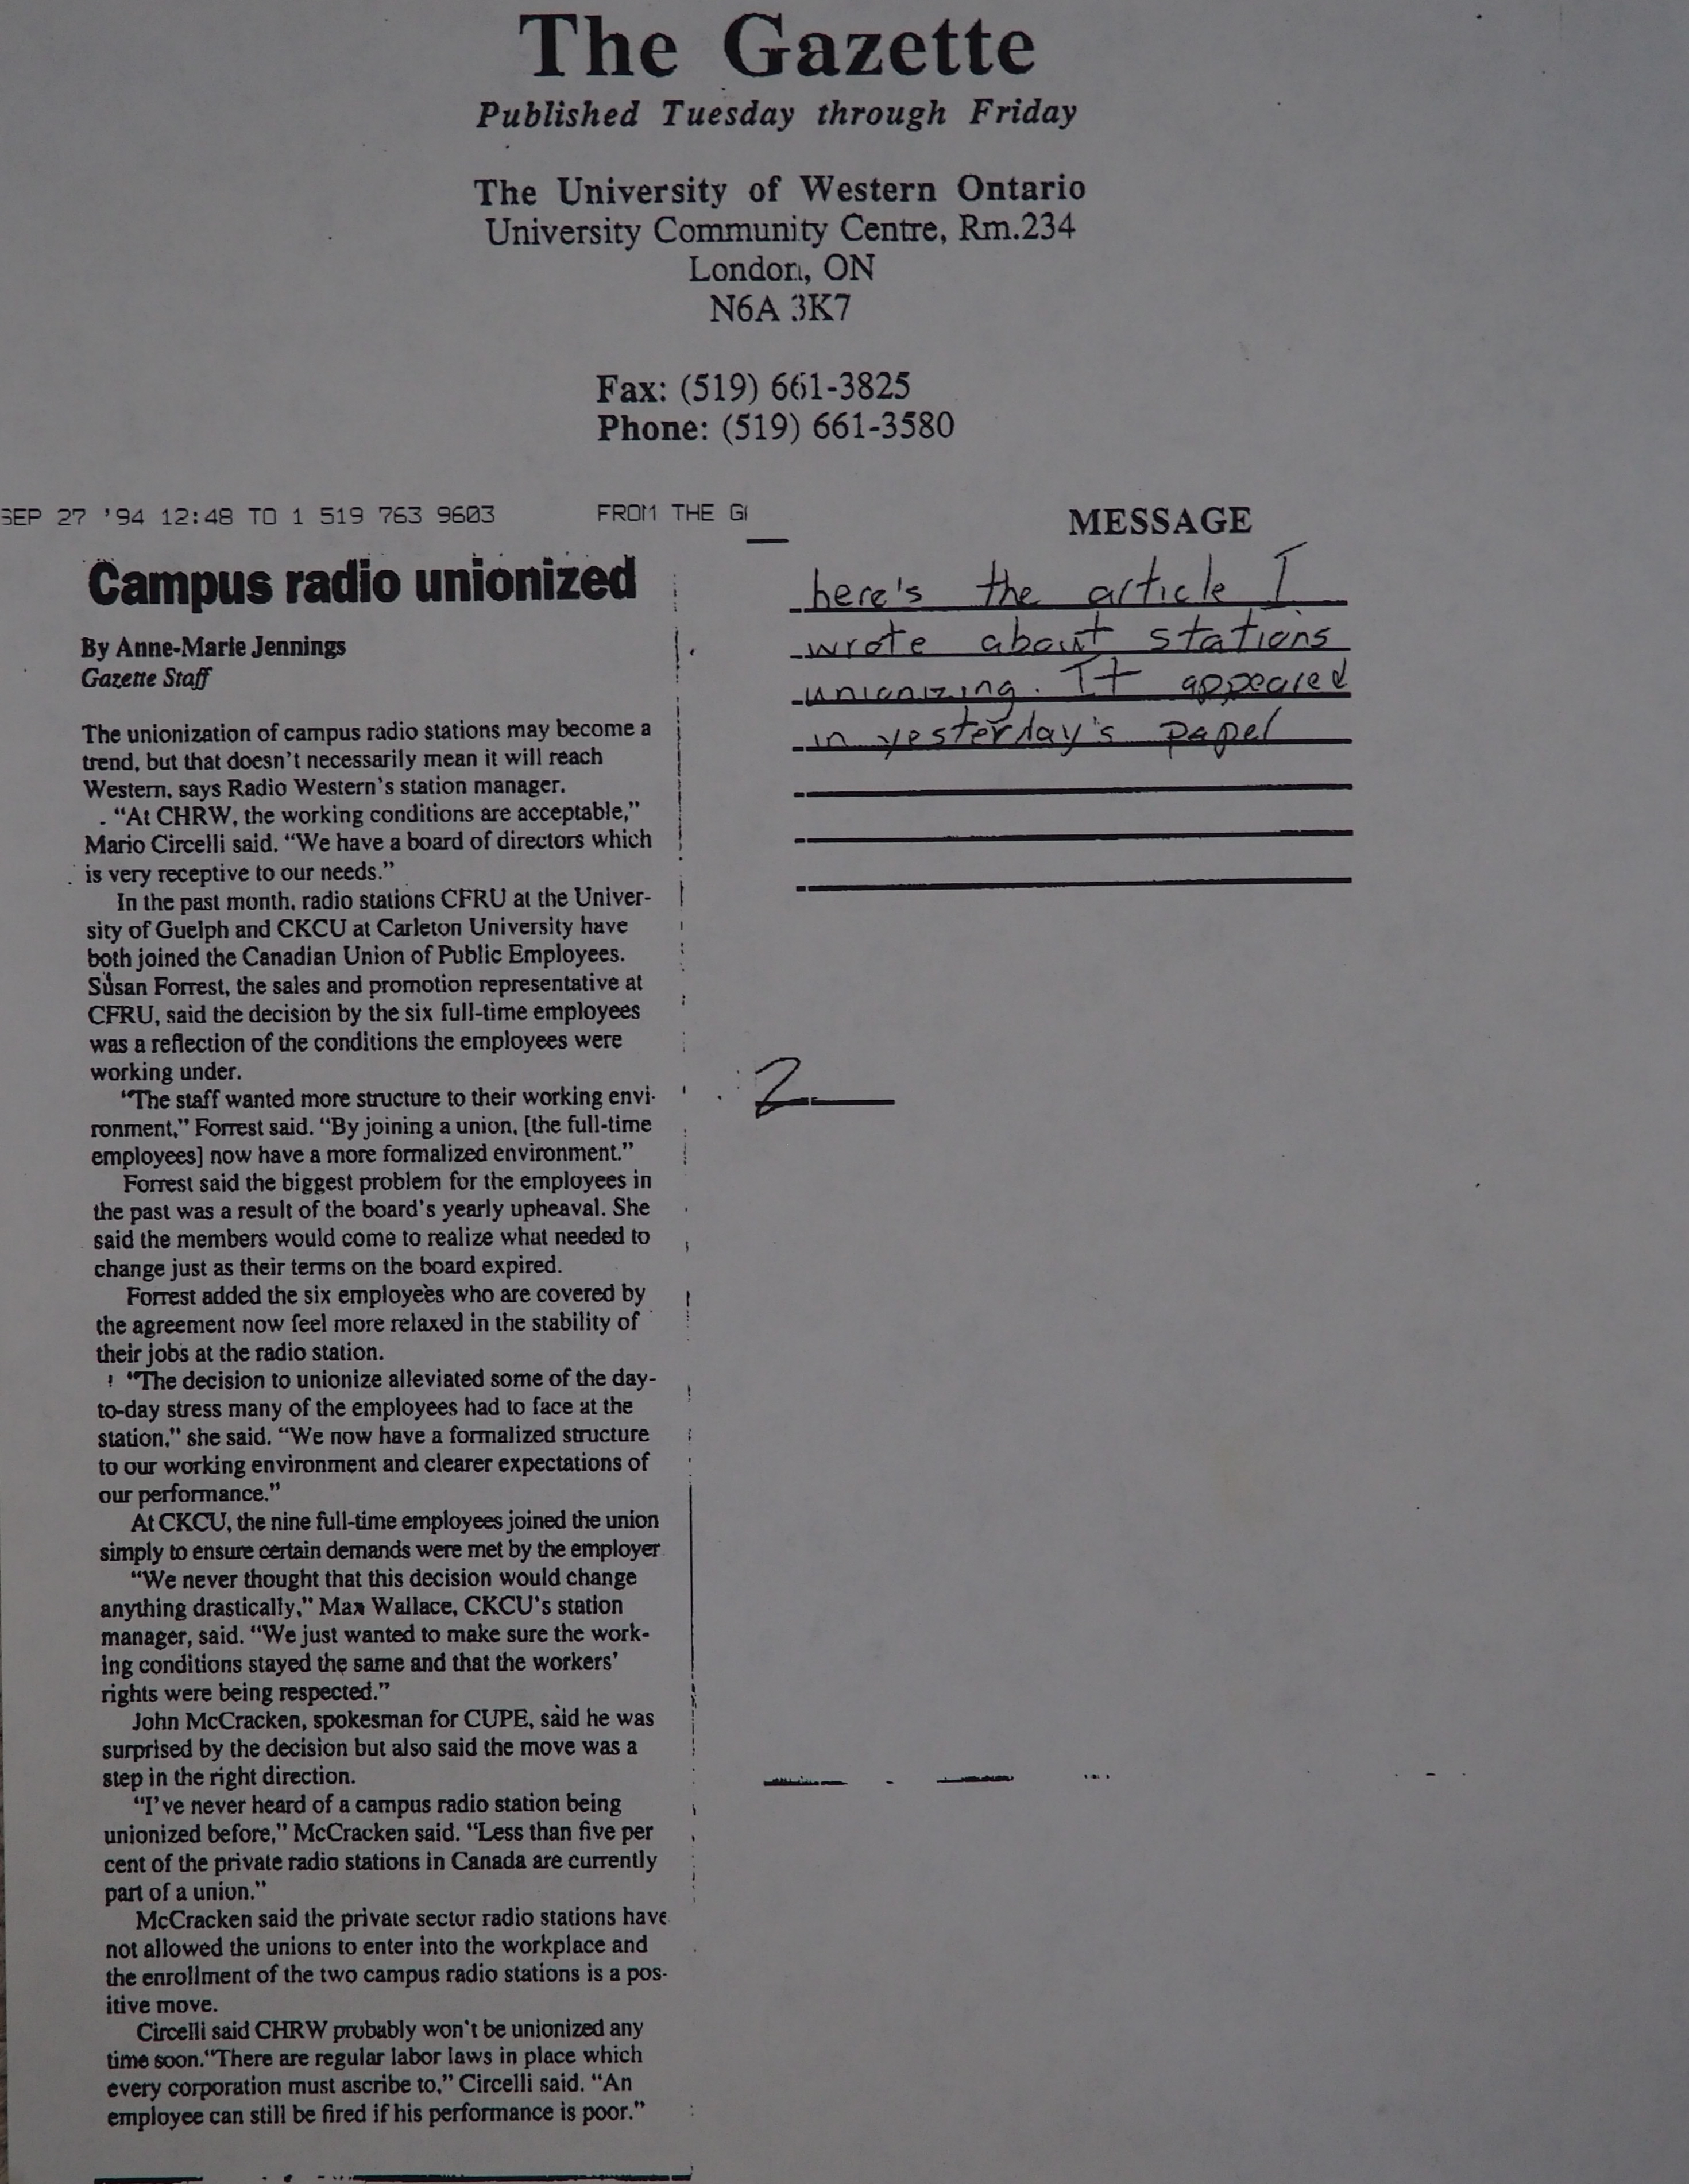 The Gazette
Published Tuesday through Friday
The University of Western Ontario
University Community Centre, Rm.234
London, ON
N6A 3K7
Fax: (519) 661-3825
Phone: (519) 661-3580
SEP 27 '94 12:48 TO 1 519 763 9603 FROM THE
Campus radio unionized
By Anne-Marie Jennings
Gazette Staff
The unionization of campus radio stations may become a
trend, but that doesn't necessarily mean it will reach
Western, says Radio Western's station manager.
"At CHRW, the working conditions are acceptable,"
Mario Circelli said. "We have a board of directors which
is very receptive to our needs."
In the past month, radio stations CFRU at the Univer-
sity of Guelph and CKCU at Carleton University have
both joined the Canadian Union of Public Employees.
Susan Forrest, the sales and promotion representative at
CFRU, said the decision by the six full-time employees
was a reflection of the conditions the employees were
working under.
"The staff wanted more structure to their working envi-
ronment," Forrest said. "By joining a union, [the full-time
employees] now have a more formalized environment."
Forrest said the biggest problem for the employees in
the past was a result of the board's yearly upheaval. She
said the members would come to realize what needed to
change just as their terms on the board expired.
Forrest added the six employees who are covered by
the agreement now feel more relaxed in the stability of
their jobs at the radio station.
"The decision to unionize alleviated some of the day-
to-day stress many of the employees had to face at the
station," she said. "We now have a formalized structure
to our working environment and clearer expectations of
our performance."
At CKCU, the nine full-time employees joined the union
simply to ensure certain demands were met by the employer
"We never thought that this decision would change
anything drastically," Max Wallace, CKCU's station
manager, said. "We just wanted to make sure the work-
ing conditions stayed the same and that the workers'
rights were being respected."
John McCracken, spokesman for CUPE, said he was
surprised by the decision but also said the move was a
step in the right direction.
"I've never heard of a campus radio station being
unionized before," McCracken said. "Less than five per
cent of the private radio stations in Canada are currently
part of a union."
McCracken said the private sector radio stations have
not allowed the unions to enter into the workplace and
the enrollment of the two campus radio stations is a pos-
itive move.
Circelli said CHRW probably won't be unionized any
time soon."There are regular labor laws in place which
every corporation must ascribe to," Circelli said. "An
employee can still be fired if his performance is poor."
MESSAGE
here's the article I
wrote about stations
unionizing. It appeared
in yesterday's paper
2